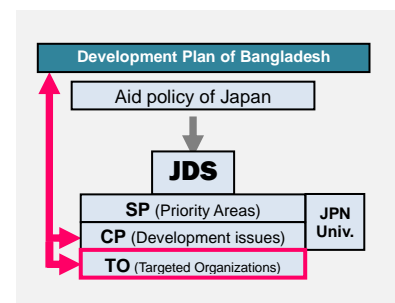 Development Plan of Bangladesh
Aid policy of Japan
JDS
SP (Priority Areas)
JPN
Univ.
CP (Development issues)
TO (Targeted Organizations)